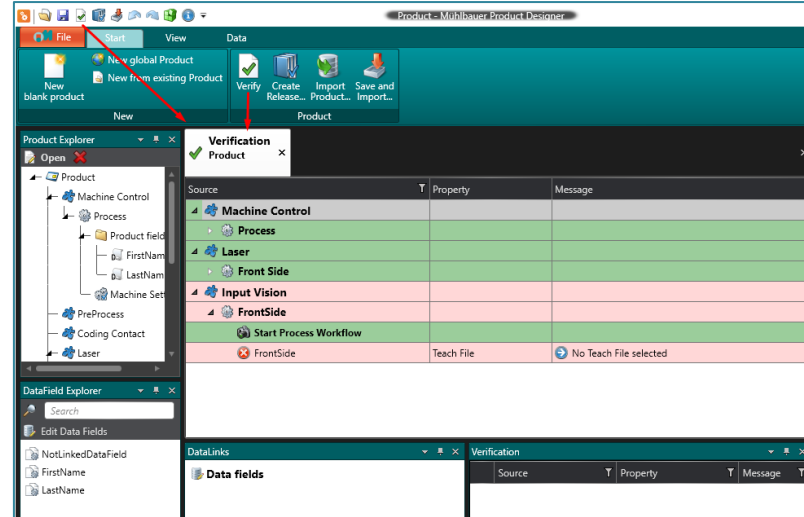 Product - Mühlbauer Product Designer
File Start View Data
New blank product
New global Product
New from existing Product
New
Verify
Create Release...
Import Product...
Save and Import...
Product
Product Explorer
Open
Product
Machine Control
Process
Product field
FirstNam
LastNam
Machine Sett
PreProcess
Coding Contact
Laser
Verification
Product
Source Property Message
Machine Control
Process
Laser
Front Side
Input Vision
FrontSide
Start Process Workflow
FrontSide Teach File No Teach File selected
DataField Explorer
Search
Edit Data Fields
NotLinkedDataField
FirstName
LastName
DataLinks
Data fields
Verification
Source Property Message